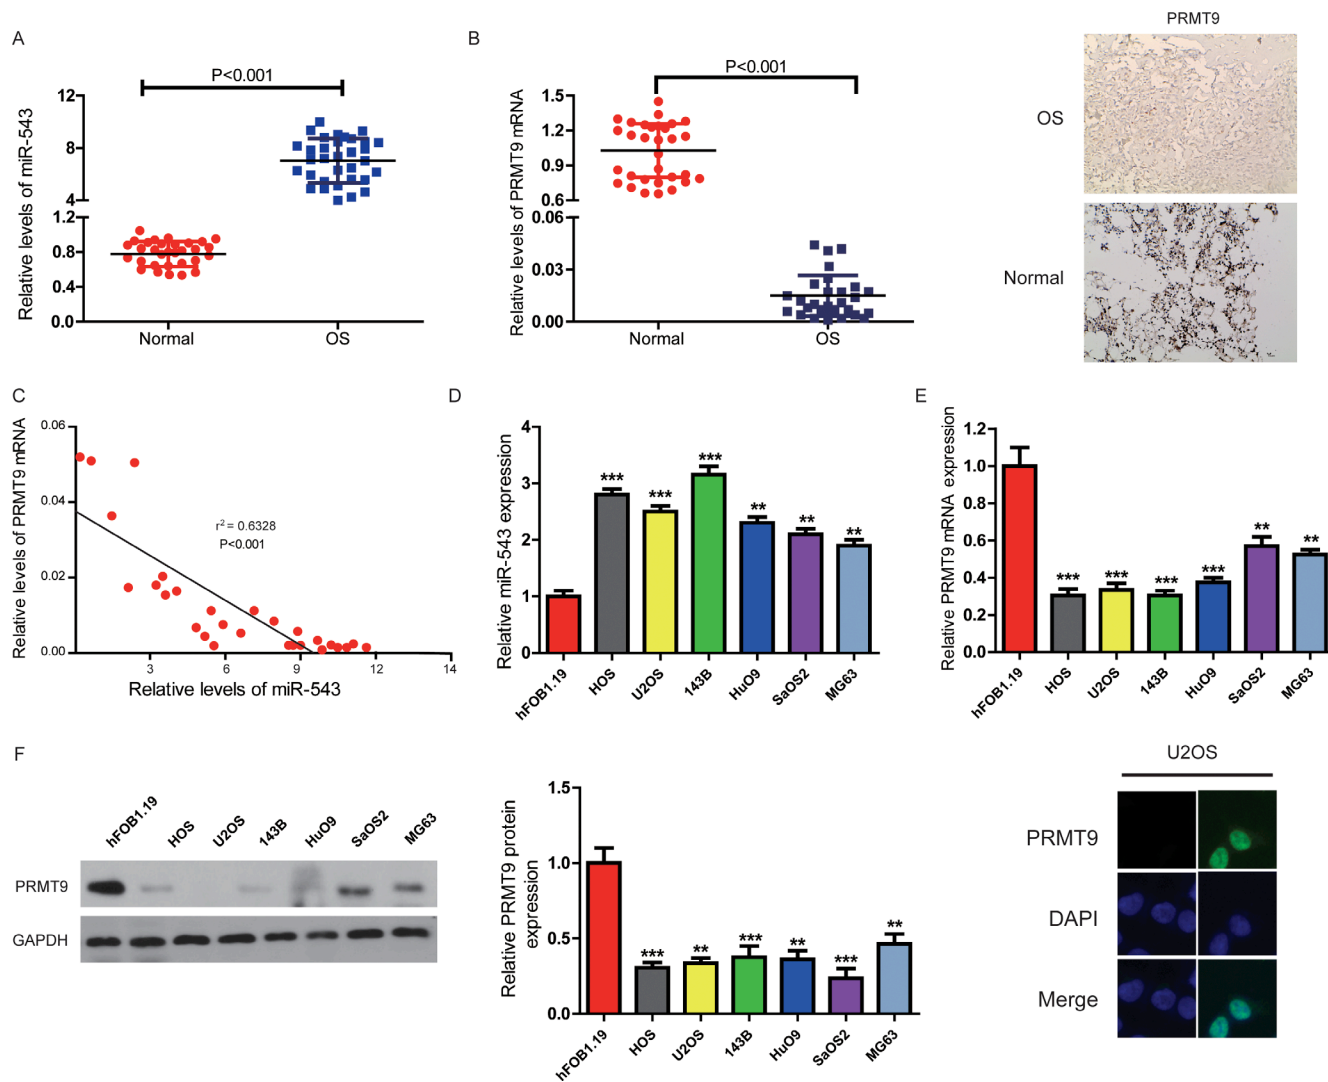 A
P<0.001
Relative levels of miR-543
12
8
4
1.2
0.8
0.4
0.0
Normal
OS
B
P<0.001
Relative levels of PRMT9 mRNA
1.5
1.2
0.9
0.6
0.06
0.03
0.00
Normal
OS
PRMT9
OS
Normal
C
Relative levels of PRMT9 mRNA
0.06
0.04
0.02
0.00
r2 = 0.6328
P<0.001
3
6
9
12
14
Relative levels of miR-543
D
Relative miR-543 expression
4
3
2
1
0
***
***
***
**
**
**
hFOB1.19
HOS
U2OS
143B
HuO9
SaOS2
MG63
E
Relative PRMT9 mRNA expression
1.2
1.0
0.8
0.6
0.4
0.2
0.0
***
***
***
***
**
**
hFOB1.19
HOS
U2OS
143B
HuO9
SaOS2
MG63
F
hFOB1.19
HOS
U2OS
143B
HuO9
SaOS2
MG63
PRMT9
GAPDH
Relative PRMT9 protein
expression
1.5
1.0
0.5
0.0
***
**
***
**
***
**
hFOB1.19
HOS
U2OS
143B
HuO9
SaOS2
MG63
U2OS
PRMT9
DAPI
Merge